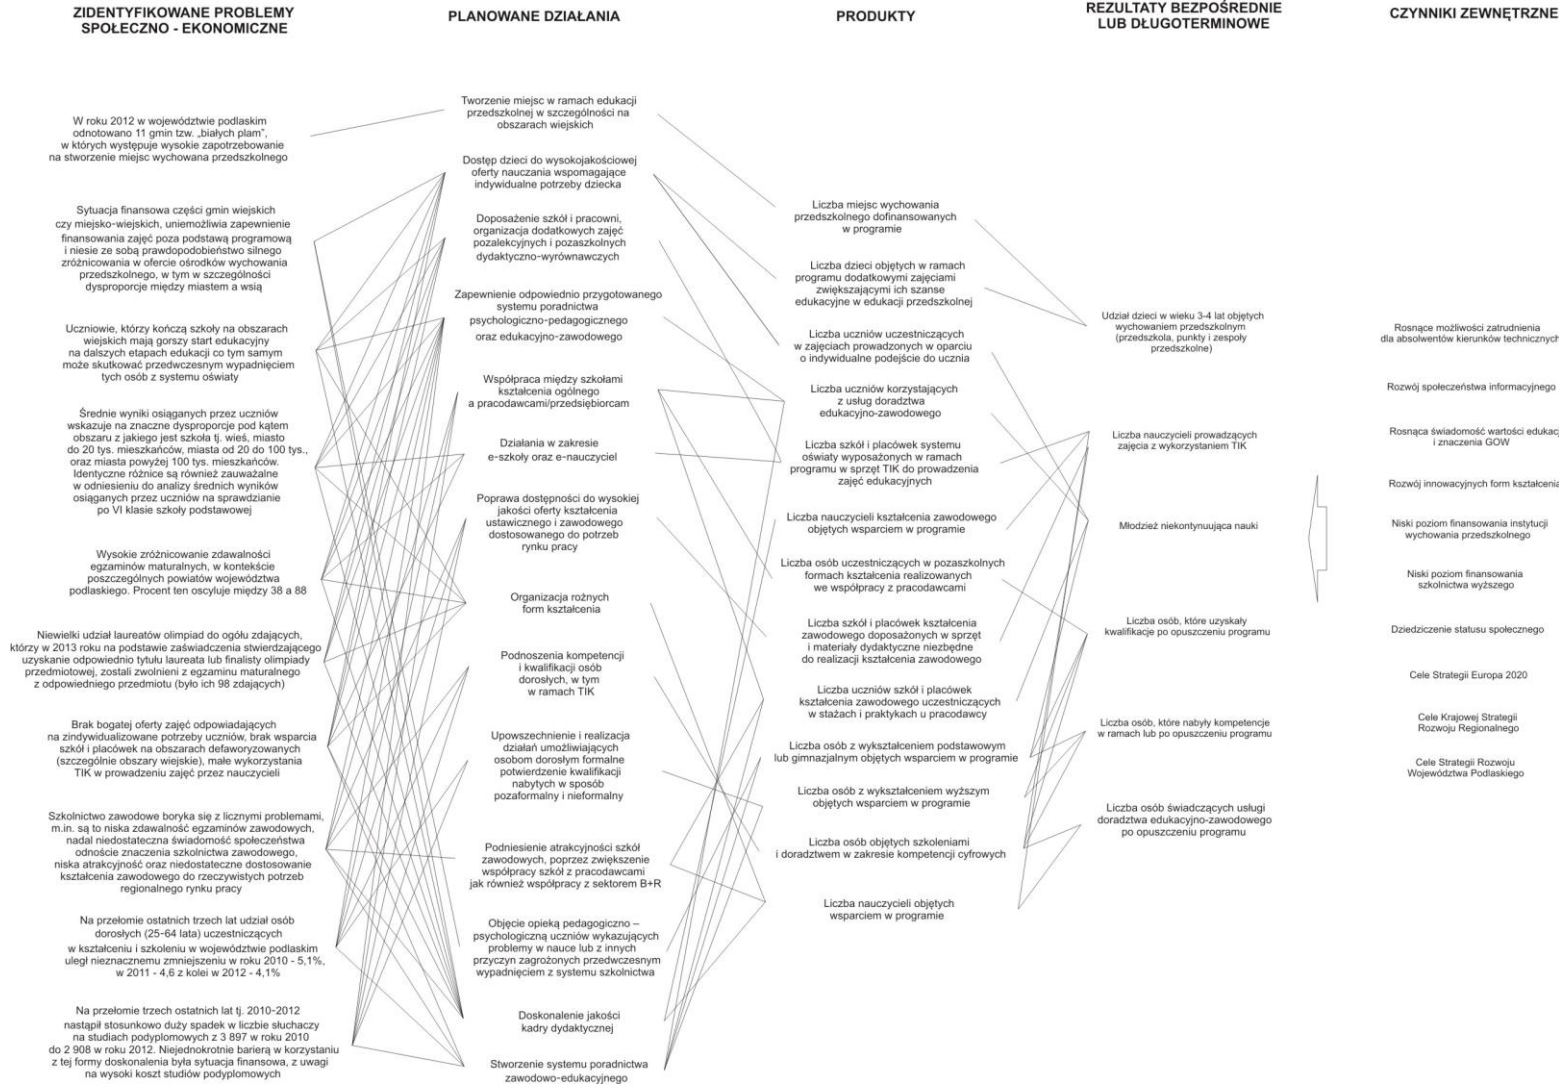 ZIDENTYFIKOWANE PROBLEMY
SPOŁECZNO - EKONOMICZNE
W roku 2012 w województwie podlaskim
odnotowano 11 gmin tzw. „białych plam”,
w których występuje wysokie zapotrzebowanie
na stworzenie miejsc wychowana przedszkolnego
Sytuacja finansowa części gmin wiejskich
czy miejsko-wiejskich, uniemożliwia zapewnienie
finansowania zajęć poza podstawą programową
i niesie ze sobą prawdopodobieństwo silnego
zróżnicowania w ofercie ośrodków wychowania
przedszkolnego, w tym w szczególności
dysproporcje między miastem a wsią
Uczniowie, którzy kończą szkoły na obszarach
wiejskich mają gorszy start edukacyjny
na dalszych etapach edukacji co tym samym
może skutkować przedwczesnym wypadnięciem
tych osób z systemu oświaty
Średnie wyniki osiąganych przez uczniów
wskazuje na znaczne dysproporcje pod kątem
obszaru z jakiego jest szkoła tj. wieś, miasto
do 20 tys. mieszkańców, miasta od 20 do 100 tys.,
oraz miasta powyżej 100 tys. mieszkańców.
Identyczne różnice są również zauważalne
w odniesieniu do analizy średnich wyników
osiąganych przez uczniów na sprawdzianie
po VI klasie szkoły podstawowej
Wysokie zróżnicowanie zdawalności
egzaminów maturalnych, w kontekście
poszczególnych powiatów województwa
podlaskiego. Procent ten oscyluje między 38 a 88
Niewielki udział laureatów olimpiad do ogółu zdających,
którzy w 2013 roku na podstawie zaświadczenia stwierdzającego
uzyskanie odpowiednio tytułu laureata lub finalisty olimpiady
przedmiotowej, zostali zwolnieni z egzaminu maturalnego
z odpowiedniego przedmiotu (było ich 98 zdających)
Brak bogatej oferty zajęć odpowiadających
na zindywidualizowane potrzeby uczniów, brak wsparcia
szkół i placówek na obszarach defaworyzowanych
(szczególnie obszary wiejskie), małe wykorzystania
TIK w prowadzeniu zajęć przez nauczycieli
Szkolnictwo zawodowe boryka się z licznymi problemami,
m.in. są to niska zdawalność egzaminów zawodowych,
nadal niedostateczna świadomość społeczeństwa
odnoście znaczenia szkolnictwa zawodowego,
niska atrakcyjność oraz niedostateczne dostosowanie
kształcenia zawodowego do rzeczywistych potrzeb
regionalnego rynku pracy
Na przełomie ostatnich trzech lat udział osób
dorosłych (25-64 lata) uczestniczących
w kształceniu i szkoleniu w województwie podlaskim
uległ nieznacznemu zmniejszeniu w roku 2010 - 5,1%,
w 2011 - 4,6 z kolei w 2012 - 4,1%
Na przełomie trzech ostatnich lat tj. 2010-2012
nastąpił stosunkowo duży spadek w liczbie słuchaczy
na studiach podyplomowych z 3 897 w roku 2010
do 2 908 w roku 2012. Niejednokrotnie barierą w korzystaniu
z tej formy doskonalenia była sytuacja finansowa, z uwagi
na wysoki koszt studiów podyplomowych
PLANOWANE DZIAŁANIA
Tworzenie miejsc w ramach edukacji
przedszkolnej w szczególności na
obszarach wiejskich
Dostęp dzieci do wysokojakościowej
oferty nauczania wspomagające
indywidualne potrzeby dziecka
Doposażenie szkół i pracowni,
organizacja dodatkowych zajęć
pozalekcyjnych i pozaszkolnych
dydaktyczno-wyrównawczych
Zapewnienie odpowiednio przygotowanego
systemu poradnictwa
psychologiczno-pedagogicznego
oraz edukacyjno-zawodowego
Współpraca między szkołami
kształcenia ogólnego
a pracodawcami/przedsiębiorcam
Działania w zakresie
e-szkoły oraz e-nauczyciel
Poprawa dostępności do wysokiej
jakości oferty kształcenia
ustawicznego i zawodowego
dostosowanego do potrzeb
rynku pracy
Organizacja rożnych
form kształcenia
Podnoszenia kompetencji
i kwalifikacji osób
dorosłych, w tym
w ramach TIK
Upowszechnienie i realizacja
działań umożliwiających
osobom dorosłym formalne
potwierdzenie kwalifikacji
nabytych w sposób
pozaformalny i nieformalny
Podniesienie atrakcyjności szkół
zawodowych, poprzez zwiększenie
współpracy szkół z pracodawcami
jak również współpracy z sektorem B+R
Objęcie opieką pedagogiczno –
psychologiczną uczniów wykazujących
problemy w nauce lub z innych
przyczyn zagrożonych przedwczesnym
wypadnięciem z systemu szkolnictwa
Doskonalenie jakości
kadry dydaktycznej
Stworzenie systemu poradnictwa
zawodowo-edukacyjnego
PRODUKTY
Liczba miejsc wychowania
przedszkolnego dofinansowanych
w programie
Liczba dzieci objętych w ramach
programu dodatkowymi zajęciami
zwiększającymi ich szanse
edukacyjne w edukacji przedszkolnej
Liczba uczniów uczestniczących
w zajęciach prowadzonych w oparciu
o indywidualne podejście do ucznia
Liczba uczniów korzystających
z usług doradztwa
edukacyjno-zawodowego
Liczba szkół i placówek systemu
oświaty wyposażonych w ramach
programu w sprzęt TIK do prowadzenia
zajęć edukacyjnych
Liczba nauczycieli kształcenia zawodowego
objętych wsparciem w programie
Liczba osób uczestniczących w pozaszkolnych
formach kształcenia realizowanych
we współpracy z pracodawcami
Liczba szkół i placówek kształcenia
zawodowego doposażonych w sprzęt
i materiały dydaktyczne niezbędne
do realizacji kształcenia zawodowego
Liczba uczniów szkół i placówek
kształcenia zawodowego uczestniczących
w stażach i praktykach u pracodawcy
Liczba osób z wykształceniem podstawowym
lub gimnazjalnym objętych wsparciem w programie
Liczba osób z wykształceniem wyższym
objętych wsparciem w programie
Liczba osób objętych szkoleniami
i doradztwem w zakresie kompetencji cyfrowych
Liczba nauczycieli objętych
wsparciem w programie
REZULTATY BEZPOŚREDNIE
LUB DŁUGOTERMINOWE
Udział dzieci w wieku 3-4 lat objętych
wychowaniem przedszkolnym
(przedszkola, punkty i zespoły
przedszkolne)
Liczba nauczycieli prowadzących
zajęcia z wykorzystaniem TIK
Młodzież niekontynuująca nauki
Liczba osób, które uzyskały
kwalifikacje po opuszczeniu programu
Liczba osób, które nabyły kompetencje
w ramach lub po opuszczeniu programu
Liczba osób świadczących usługi
doradztwa edukacyjno-zawodowego
po opuszczeniu programu
CZYNNIKI ZEWNĘTRZNE
Rosnące możliwości zatrudnienia
dla absolwentów kierunków technicznych
Rozwój społeczeństwa informacyjnego
Rosnąca świadomość wartości edukacj
i znaczenia GOW
Rozwój innowacyjnych form kształcenia
Niski poziom finansowania instytucji
wychowania przedszkolnego
Niski poziom finansowania
szkolnictwa wyższego
Dziedziczenie statusu społecznego
Cele Strategii Europa 2020
Cele Krajowej Strategii
Rozwoju Regionalnego
Cele Strategii Rozwoju
Województwa Podlaskiego